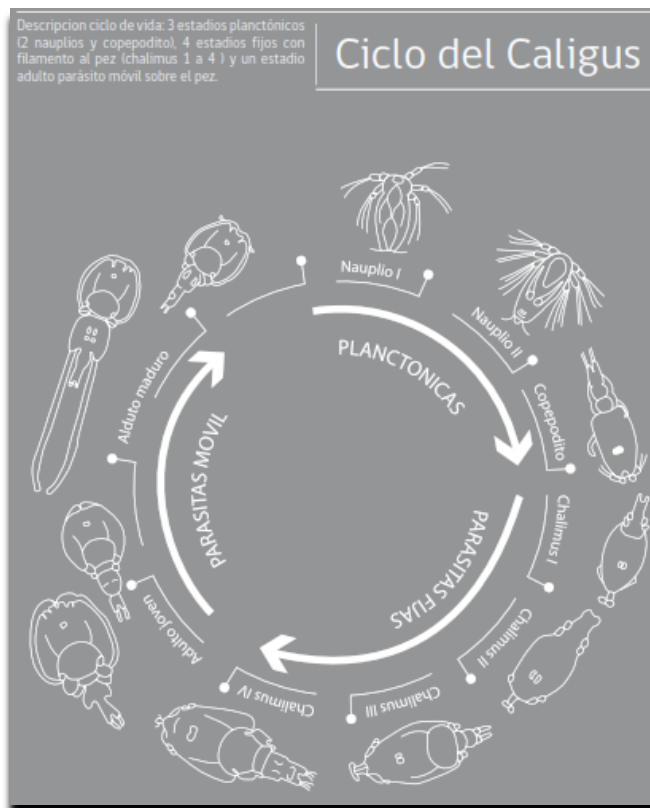 Descripcion ciclo de vida: 3 estadios planctónicos
(2 nauplios y copepodito), 4 estadios fijos con
filamento al pez (chalimus 1 a 4 ) y un estadio
adulto parásito móvil sobre el pez.
Ciclo del Caligus
Nauplio I
Nauplio II
Copepodito
Chalimus I
Chalimus II
Chalimus III
Chalimus IV
Adulto joven
Alduto maduro
PLANCTONICAS
PARASITAS FIJAS
PARASITAS MOVIL